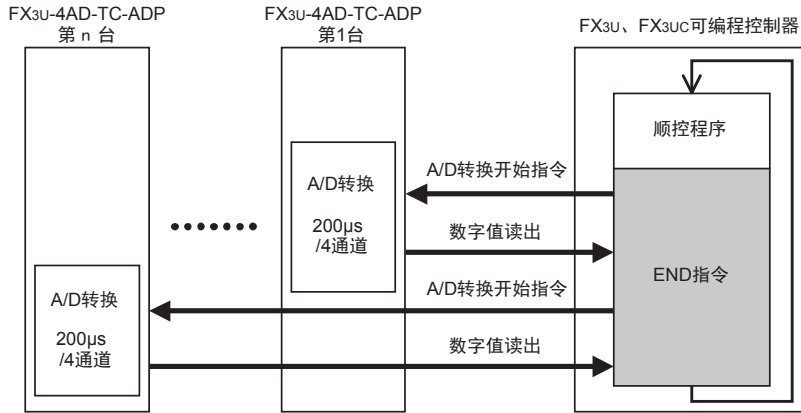 FX3U-4AD-TC-ADP
第 n 台
FX3U-4AD-TC-ADP
第1台
FX3U、FX3UC可编程控制器
顺控程序
A/D转换
200µs
/4通道
A/D转换开始指令
数字值读出
END指令
A/D转换开始指令
A/D转换
200µs
/4通道
数字值读出